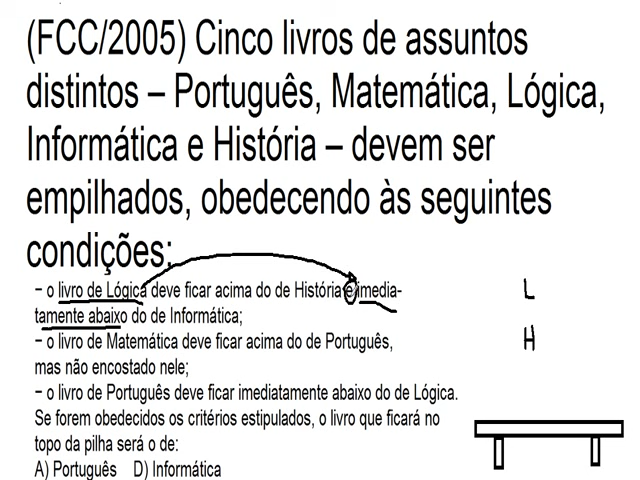 (FCC/2005) Cinco livros de assuntos
distintos – Português, Matemática, Lógica,
Informática e História – devem ser
empilhados, obedecendo às seguintes
condições:
− o livro de Lógica deve ficar acima do de História e imedia-
tamente abaixo do de Informática;
− o livro de Matemática deve ficar acima do de Português,
mas não encostado nele;
− o livro de Português deve ficar imediatamente abaixo do de Lógica.
Se forem obedecidos os critérios estipulados, o livro que ficará no
topo da pilha será o de:
A) Português D) Informática
L
H